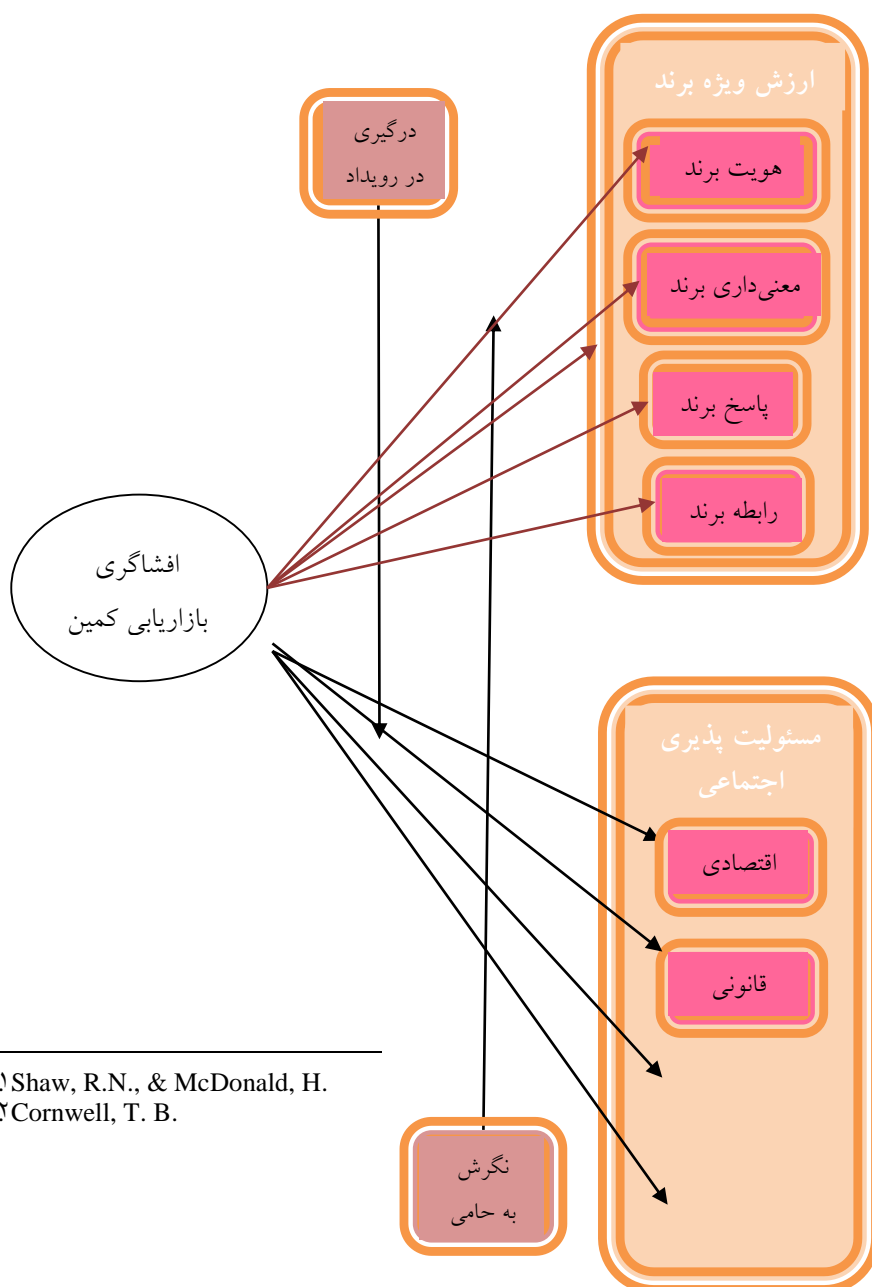 ارزش ویژه برند
درگیری
در رویداد
هویت برند
معنی‌داری برند
پاسخ برند
رابطه برند
افشاگری
بازاریابی کمین
مسئولیت پذیری
اجتماعی
اقتصادی
قانونی
.۱Shaw, R.N., & McDonald, H.
.۲Cornwell, T. B.
نگرش
به حامی